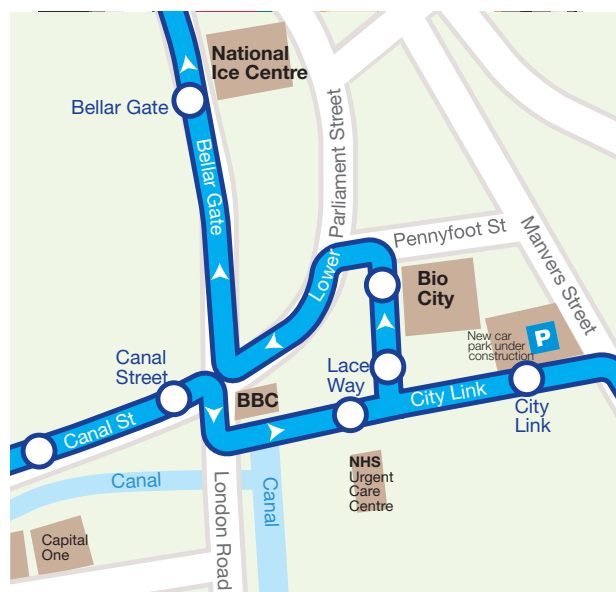 National
Ice Centre
Bellar Gate
Bellar Gate
Lower Parliament Street
Pennyfoot St
Manvers Street
Bio
City
New car
park under
construction
P
Canal
Street
Lace
Way
BBC
City Link
City
Link
Canal St
NHS
Urgent
Care
Centre
Canal
Canal
London Road
Capital
One